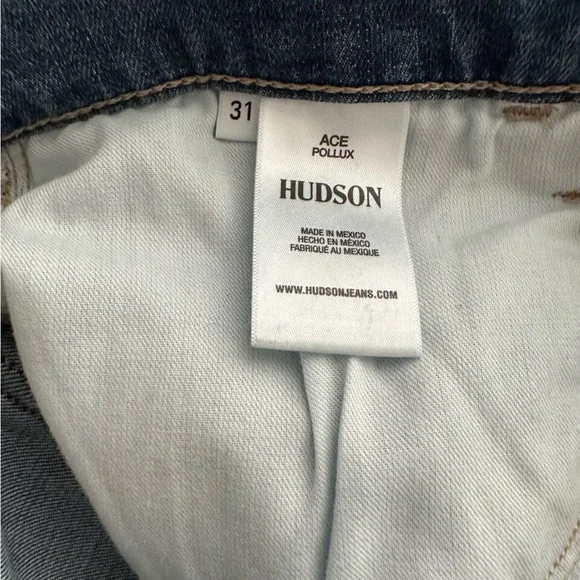 31
ACE
POLLUX
HUDSON
MADE IN MEXICO
HECHO EN MÉXICO
FABRIQUÉ AU MEXIQUE
WWW.HUDSONJEANS.COM